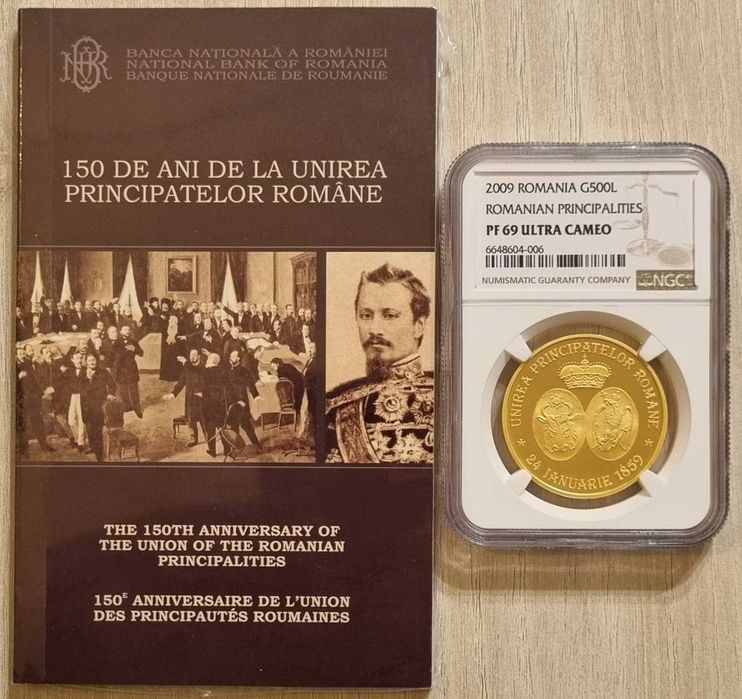 BANCA NAȚIONALĂ A ROMÂNIEI
NATIONAL BANK OF ROMANIA
BANQUE NATIONALE DE ROUMANIE
150 DE ANI DE LA UNIREA
PRINCIPATELOR ROMÂNE
THE 150TH ANNIVERSARY OF
THE UNION OF THE ROMANIAN
PRINCIPALITIES
150E ANNIVERSAIRE DE L'UNION
DES PRINCIPAUTÉS ROUMAINES
2009 ROMANIA G500L
ROMANIAN PRINCIPALITIES
PF 69 ULTRA CAMEO
6648604-006
NUMISMATIC GUARANTY COMPANY
NGC
UNIREA PRINCIPATELOR ROMANE
* 24 IANUARIE 1859 *